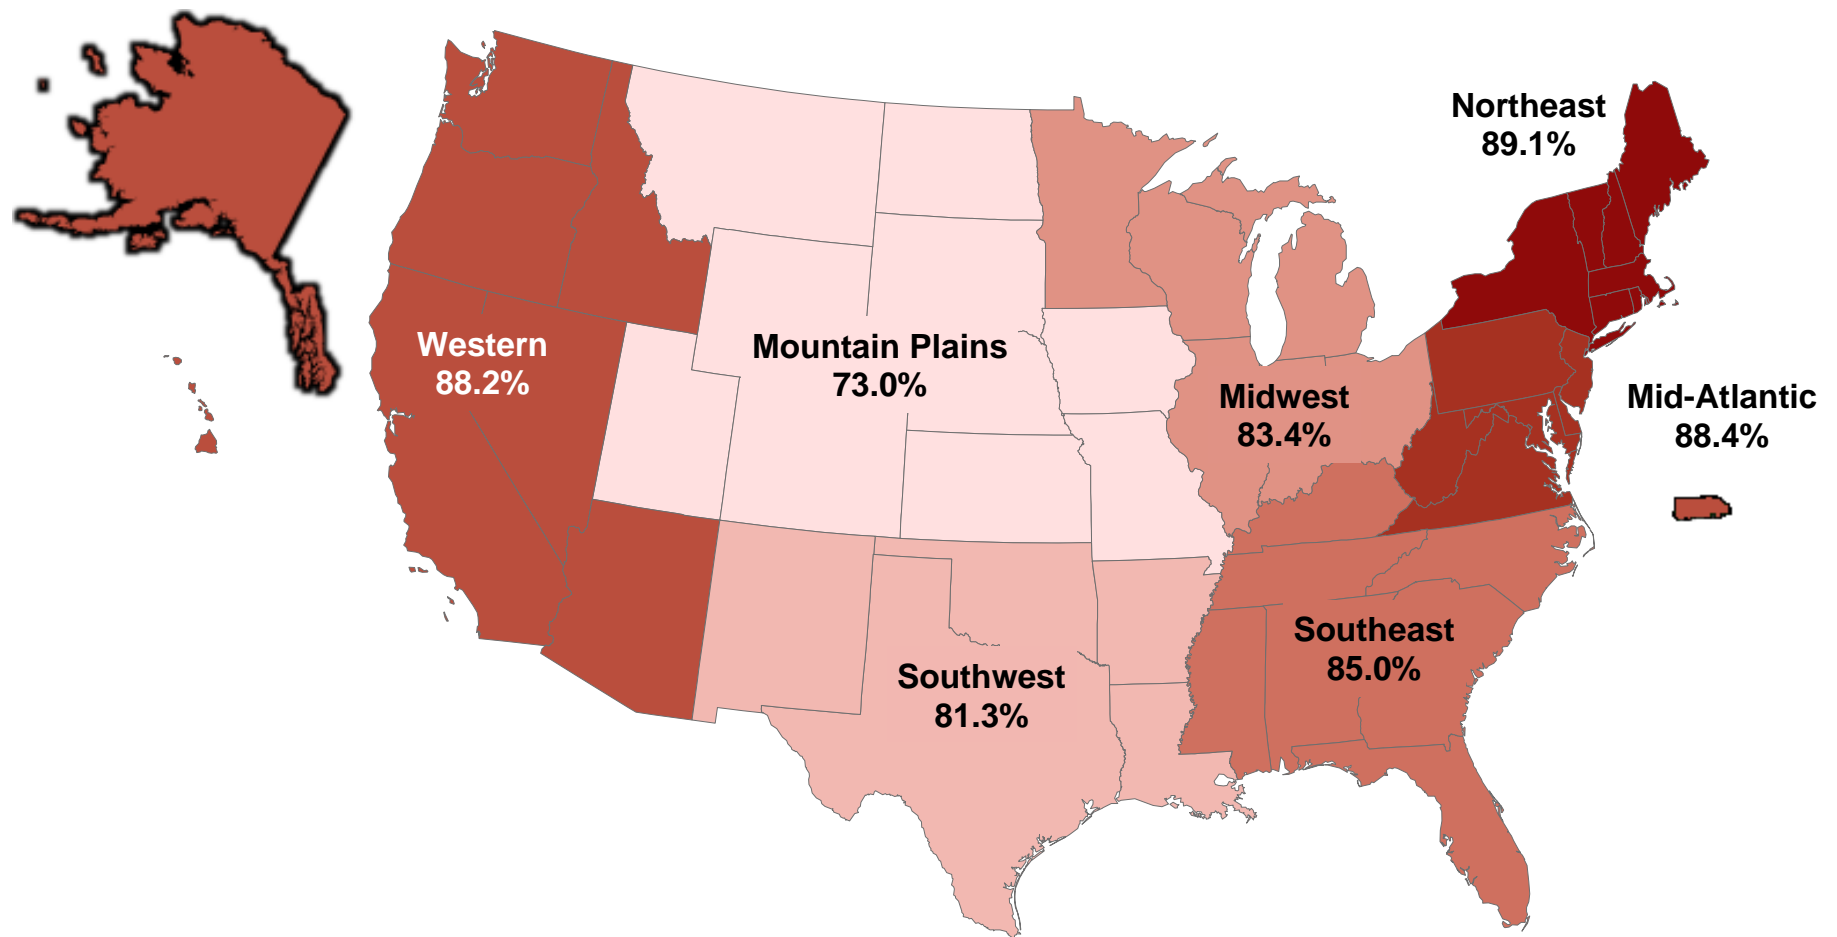 Northeast
89.1%
Western
88.2%
Mountain Plains
73.0%
Midwest
83.4%
Mid-Atlantic
88.4%
Southeast
85.0%
Southwest
81.3%